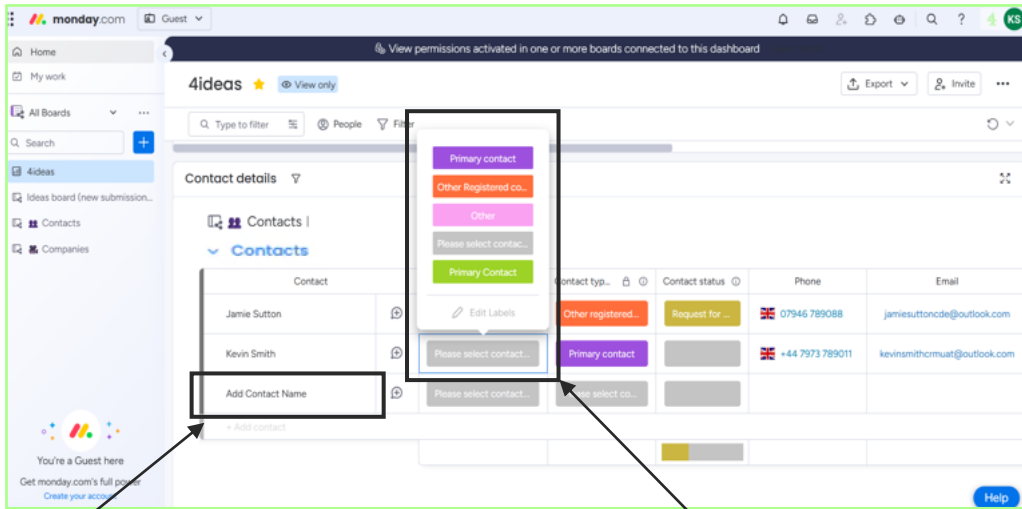 monday.com
Guest
?
KS
Home
View permissions activated in one or more boards connected to this dashboard
My work
4ideas
View only
Export
Invite
All Boards
Type to filter
People
Filter
Search
+
4ideas
Contact details
Ideas board (new submission...
Contacts
Companies
Contacts
Contacts
Primary contact
Other Registered co...
Other
Please select contac...
Primary Contact
Edit Labels
Contact
Contact typ...
Contact status
Phone
Email
Jamie Sutton
Other registered...
Request for ...
07946 789088
jamiesuttoncde@outlook.com
Kevin Smith
Please select contact...
Primary contact
+44 7973 789011
kevinsmithcrmuat@outlook.com
Add Contact Name
Please select contact...
select co...
+ Add contact
You're a Guest here
Get monday.com's full power
Create your account
Help